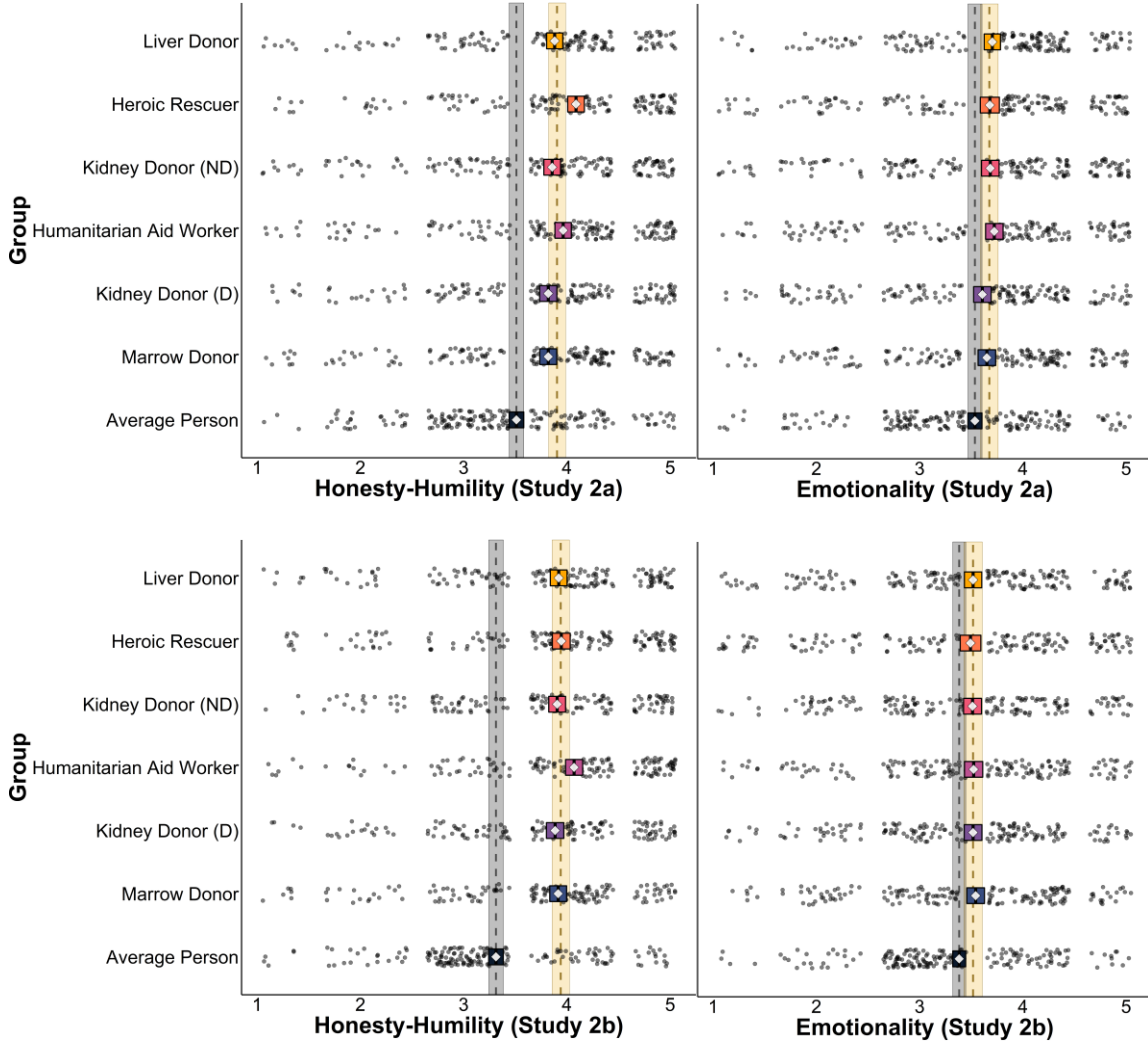 Liver Donor
Heroic Rescuer
Kidney Donor (ND)
Humanitarian Aid Worker
Kidney Donor (D)
Marrow Donor
Average Person
Group
1 2 3 4 5
Honesty-Humility (Study 2a)
1 2 3 4 5
Emotionality (Study 2a)
Liver Donor
Heroic Rescuer
Kidney Donor (ND)
Humanitarian Aid Worker
Kidney Donor (D)
Marrow Donor
Average Person
Group
1 2 3 4 5
Honesty-Humility (Study 2b)
1 2 3 4 5
Emotionality (Study 2b)